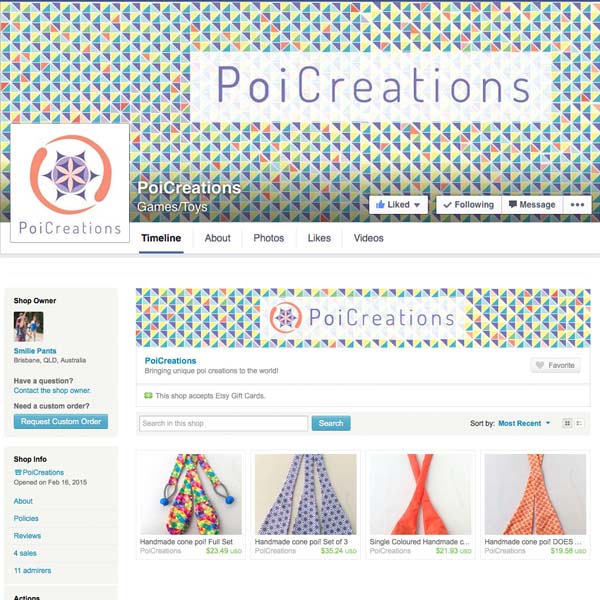 PoiCreations
PoiCreations
PoiCreations
Games/Toys
Liked
Following
Message
Timeline
About
Photos
Likes
Videos
Shop Owner
Smilie Pants
Brisbane, QLD, Australia
Have a question?
Contact the shop owner.
Need a custom order?
Request Custom Order
Shop Info
PoiCreations
Opened on Feb 16, 2015
About
Policies
Reviews
4 sales
11 admirers
Actions
PoiCreations
PoiCreations
Bringing unique poi creations to the world!
Favorite
This shop accepts Etsy Gift Cards.
Search in this shop
Search
Sort by: Most Recent
Handmade cone poi! Full Set
PoiCreations $23.49 USD
Handmade cone poi! Set of 3
PoiCreations $35.24 USD
Single Coloured Handmade c...
PoiCreations $21.93 USD
Handmade cone poi! DOES ...
PoiCreations $19.58 USD